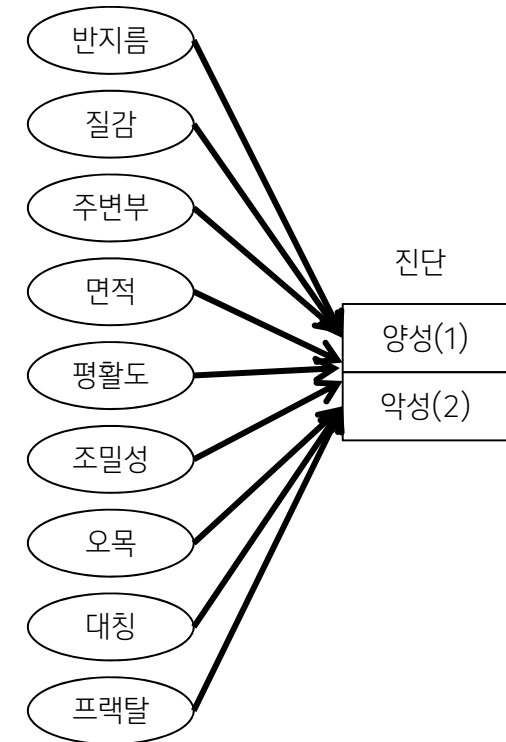 반지름
질감
주변부
면적
평활도
조밀성
오목
대칭
프랙탈
진단
양성(1)
악성(2)